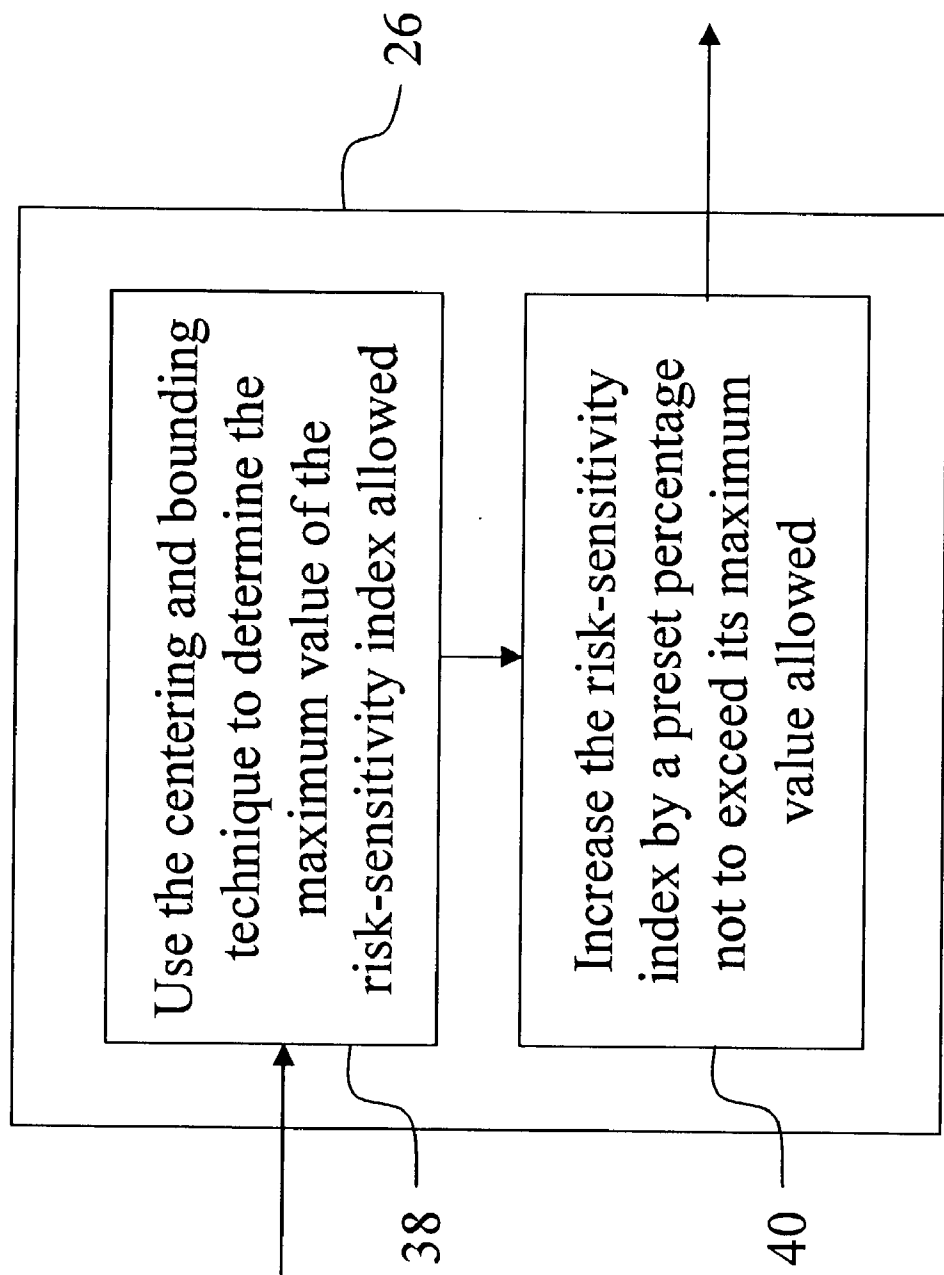 26
Use the centering and bounding
technique to determine the
maximum value of the
risk-sensitivity index allowed
38
Increase the risk-sensitivity
index by a preset percentage
not to exceed its maximum
value allowed
40